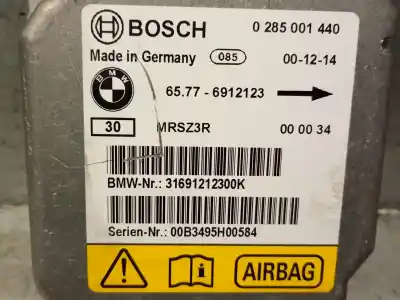 BOSCH 0 285 001 440
Made in Germany 085 00-12-14
BMW 65.77 - 6912123
30 MRSZ3R 00 00 34
BMW-Nr.: 31691212300K
Serien-Nr.: 00B3495H00584
AIRBAG